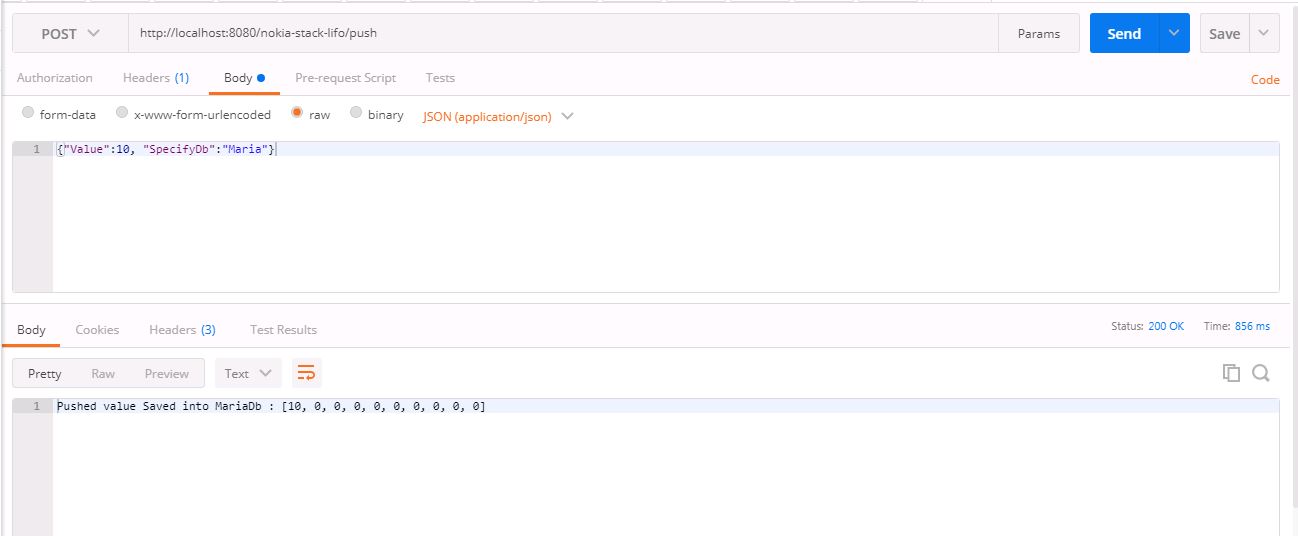 POST http://localhost:8080/nokia-stack-lifo/push Params Send Save
Authorization Headers (1) Body Pre-request Script Tests Code
form-data x-www-form-urlencoded raw binary JSON (application/json)
1 {"Value":10, "SpecifyDb":"Maria"}
Body Cookies Headers (3) Test Results Status: 200 OK Time: 856 ms
Pretty Raw Preview Text
1 Pushed value Saved into MariaDb : [10, 0, 0, 0, 0, 0, 0, 0, 0, 0]